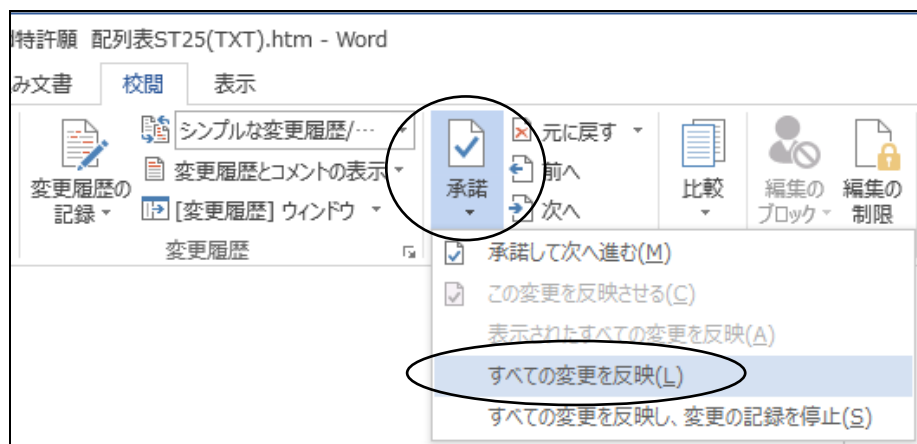 特許願 配列表ST25(TXT).htm - Word
み文書 校閲 表示
シンプルな変更履歴/…
変更履歴とコメントの表示
[変更履歴] ウィンドウ
変更履歴の
記録
変更履歴
承諾
元に戻す
前へ
次へ
比較
編集の
ブロック
編集の
制限
承諾して次へ進む(M)
この変更を反映させる(C)
表示されたすべての変更を反映(A)
すべての変更を反映(L)
すべての変更を反映し、変更の記録を停止(S)